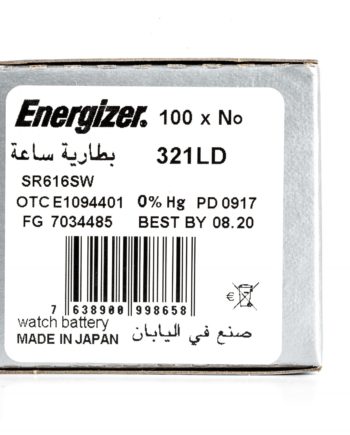 Energizer. 100 x No
بطارية ساعة 321LD
SR616SW
OTC E1094401 0% Hg PD 0917
FG 7034485 BEST BY 08.20
7 638900 998658
€
watch battery
صنع في اليابان
MADE IN JAPAN